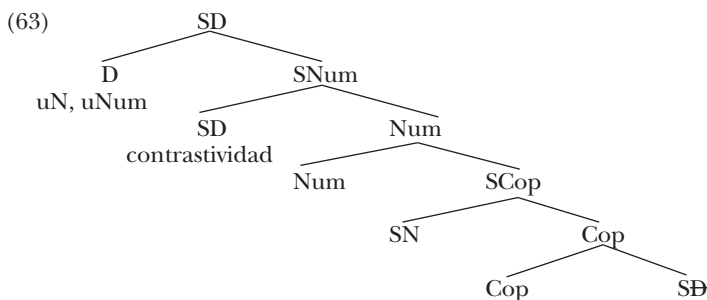 (63)
SD
D
SNum
uN, uNum
SD
Num
contrastividad
Num
SCop
SN
Cop
Cop
SD